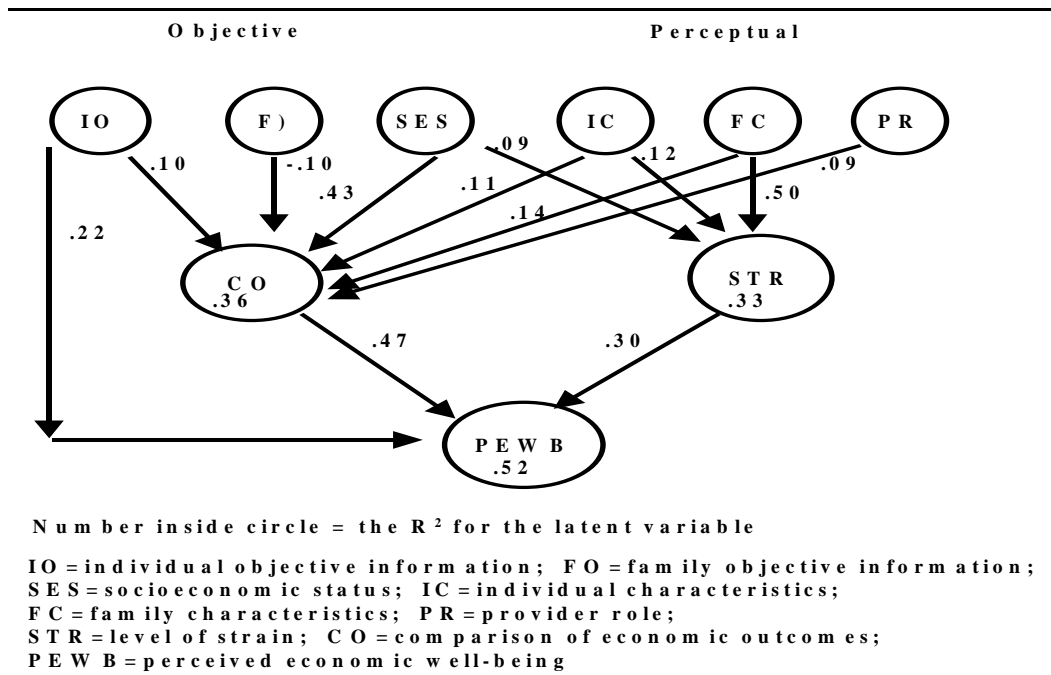 Objective Perceptual
IO F) SES IC FC PR
.10 -.10 .43 .11 .09 .12 .50 .09
.22 .14
CO STR
.36 .33
.47 .30
PEWB
.52
Number inside circle = the R² for the latent variable
IO=individual objective information; FO=family objective information;
SES=socioeconomic status; IC=individual characteristics;
FC=family characteristics; PR=provider role;
STR=level of strain; CO=comparison of economic outcomes;
PEWB=perceived economic well-being